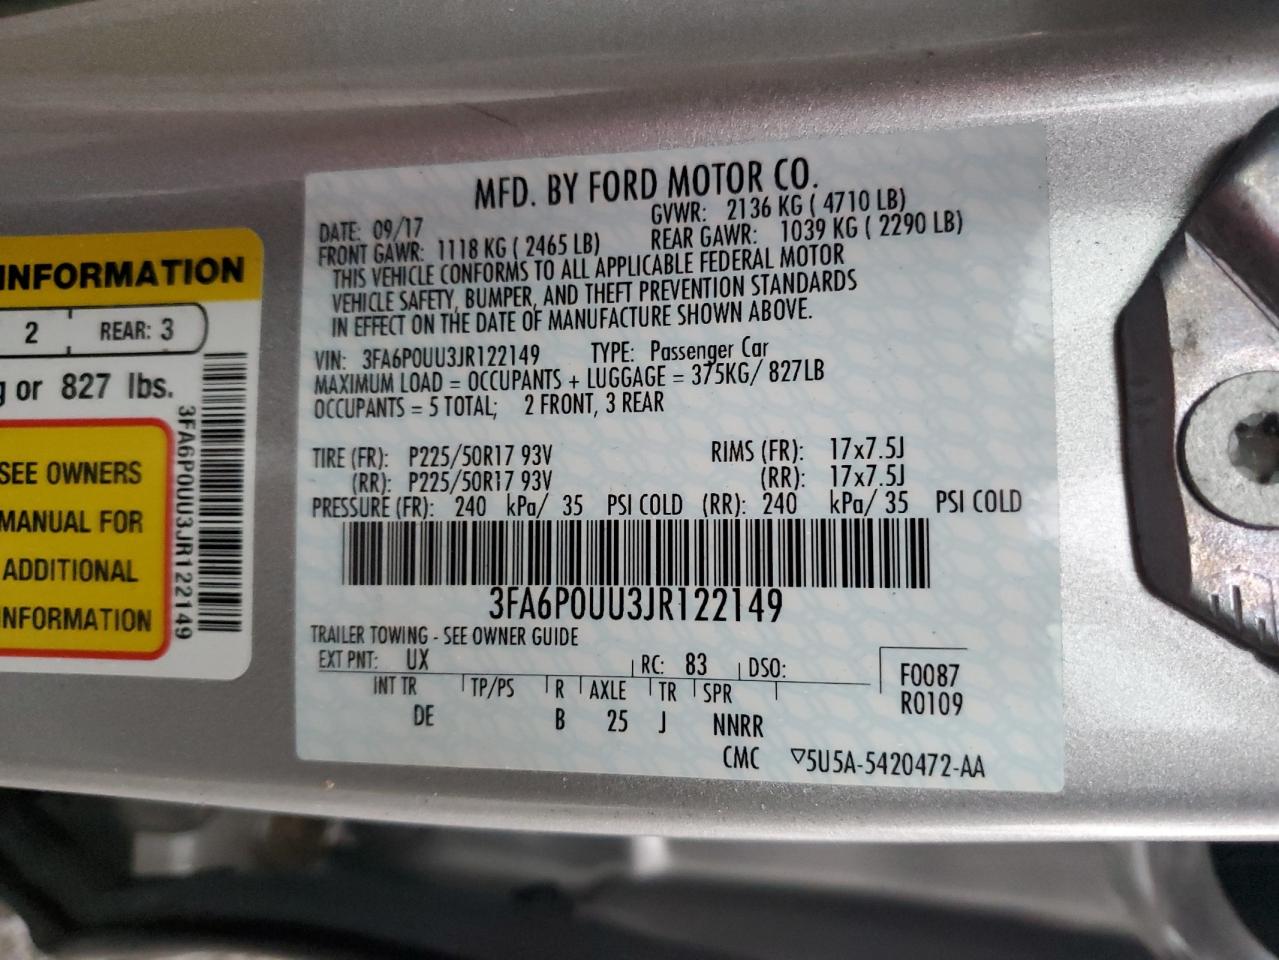 INFORMATION
2 REAR: 3
or 827 lbs.
SEE OWNERS
MANUAL FOR
ADDITIONAL
INFORMATION
3FA6P0UU3JR122149
MFD. BY FORD MOTOR CO.
DATE: 09/17 GVWR: 2136 KG ( 4710 LB)
FRONT GAWR: 1118 KG ( 2465 LB) REAR GAWR: 1039 KG ( 2290 LB)
THIS VEHICLE CONFORMS TO ALL APPLICABLE FEDERAL MOTOR
VEHICLE SAFETY, BUMPER, AND THEFT PREVENTION STANDARDS
IN EFFECT ON THE DATE OF MANUFACTURE SHOWN ABOVE.
VIN: 3FA6P0UU3JR122149 TYPE: Passenger Car
MAXIMUM LOAD = OCCUPANTS + LUGGAGE = 375KG/ 827LB
OCCUPANTS = 5 TOTAL; 2 FRONT, 3 REAR
TIRE (FR): P225/50R17 93V RIMS (FR): 17x7.5J
(RR): P225/50R17 93V (RR): 17x7.5J
PRESSURE (FR): 240 kPa/ 35 PSI COLD (RR): 240 kPa/ 35 PSI COLD
3FA6P0UU3JR122149
TRAILER TOWING - SEE OWNER GUIDE
EXT PNT: UX RC: 83 DSO: F0087
INT TR TP/PS R AXLE TR SPR R0109
DE B 25 J NNRR
CMC ▽5U5A-5420472-AA